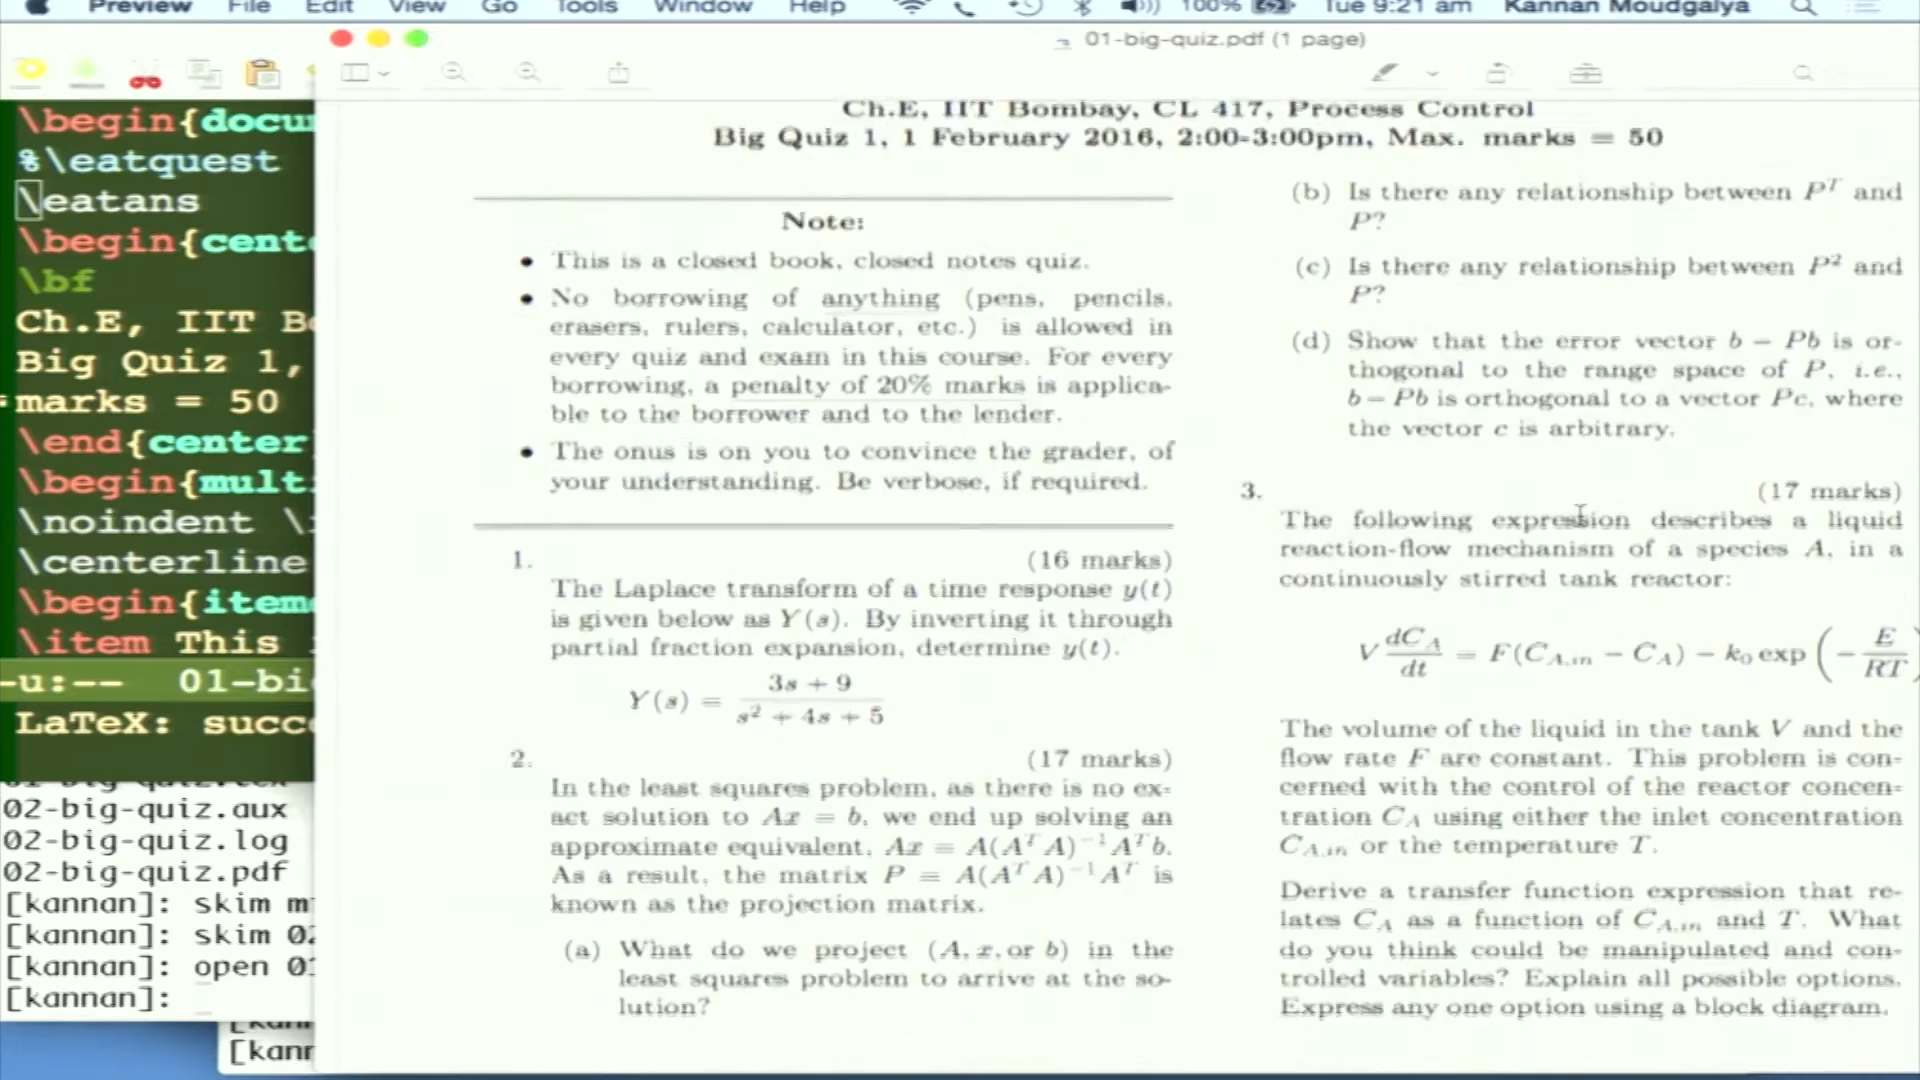 Preview File Edit View Go Tools Window Help 100% Tue 9:21 am Kannan Moudgalya
01-big-quiz.pdf (1 page)
\begin{docu
%\eatquest
\eatans
\begin{cent
\bf
Ch.E, IIT B
Big Quiz 1,
marks = 50
\end{center
\begin{mult
\noindent \
\centerline
\begin{item
\item This
-u:-- 01-bi
LaTeX: succ
02-big-quiz.aux
02-big-quiz.log
02-big-quiz.pdf
[kannan]: skim m
[kannan]: skim 02
[kannan]: open 01
[kannan]:
[kann
Ch.E, IIT Bombay, CL 417, Process Control
Big Quiz 1, 1 February 2016, 2:00-3:00pm, Max. marks = 50
Note:
• This is a closed book, closed notes quiz.
• No borrowing of anything (pens, pencils,
erasers, rulers, calculator, etc.) is allowed in
every quiz and exam in this course. For every
borrowing, a penalty of 20% marks is applica-
ble to the borrower and to the lender.
• The onus is on you to convince the grader, of
your understanding. Be verbose, if required.
1. (16 marks)
The Laplace transform of a time response y(t)
is given below as Y(s). By inverting it through
partial fraction expansion, determine y(t).
Y(s) = (3s + 9)/(s² + 4s + 5)
2. (17 marks)
In the least squares problem, as there is no ex-
act solution to Ax = b, we end up solving an
approximate equivalent, Ax = A(AᵀA)⁻¹Aᵀb.
As a result, the matrix P = A(AᵀA)⁻¹Aᵀ is
known as the projection matrix.
(a) What do we project (A, x, or b) in the
least squares problem to arrive at the so-
lution?
(b) Is there any relationship between Pᵀ and
P?
(c) Is there any relationship between P² and
P?
(d) Show that the error vector b − Pb is or-
thogonal to the range space of P, i.e.,
b − Pb is orthogonal to a vector Pc, where
the vector c is arbitrary.
3. (17 marks)
The following expression describes a liquid
reaction-flow mechanism of a species A, in a
continuously stirred tank reactor:
V dC_A/dt = F(C_{A,in} − C_A) − k₀ exp(−E/RT)
The volume of the liquid in the tank V and the
flow rate F are constant. This problem is con-
cerned with the control of the reactor concen-
tration C_A using either the inlet concentration
C_{A,in} or the temperature T.
Derive a transfer function expression that re-
lates C_A as a function of C_{A,in} and T. What
do you think could be manipulated and con-
trolled variables? Explain all possible options.
Express any one option using a block diagram.